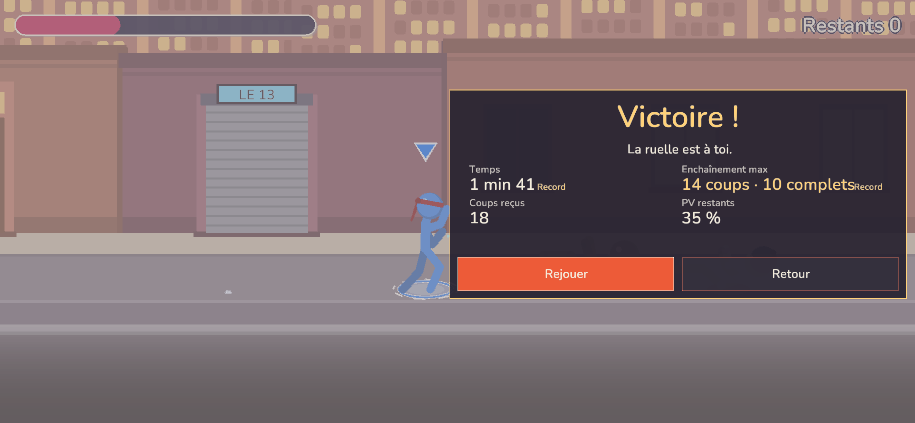 Restants 0
LE 13
Victoire !
La ruelle est à toi.
Temps
1 min 41 Record
Enchaînement max
14 coups · 10 complets Record
Coups reçus
18
PV restants
35 %
Rejouer
Retour